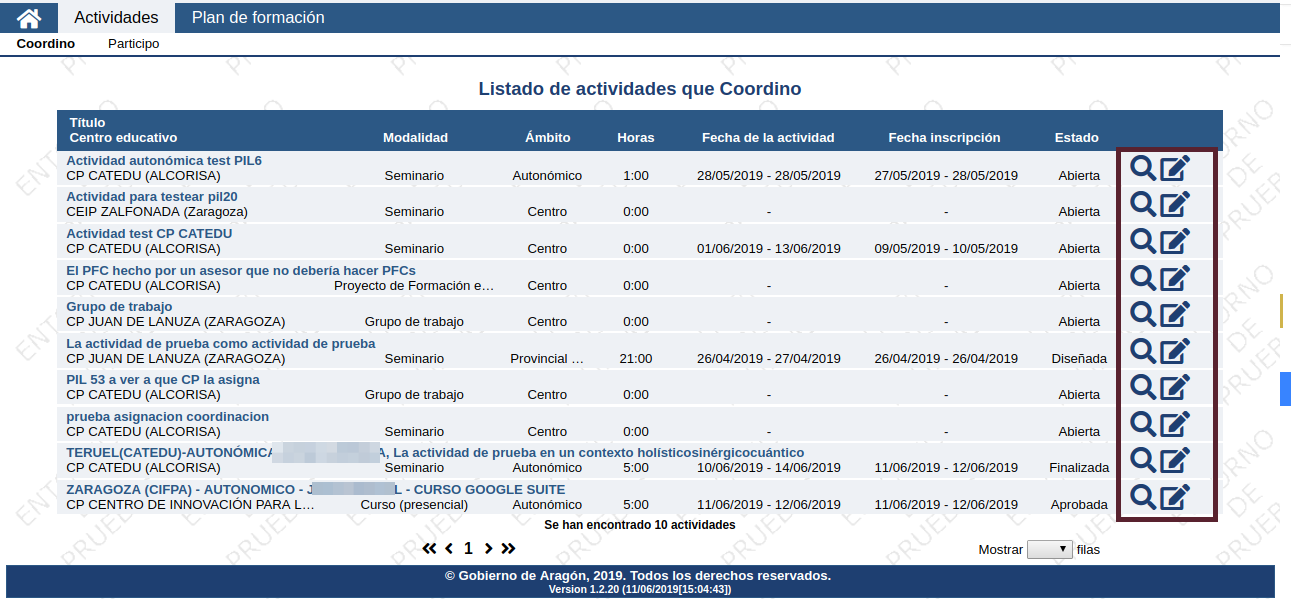 Actividades Plan de formación
Coordino Participo
Listado de actividades que Coordino
Título
Centro educativo Modalidad Ámbito Horas Fecha de la actividad Fecha inscripción Estado
Actividad autonómica test PIL6
CP CATEDU (ALCORISA) Seminario Autonómico 1:00 28/05/2019 - 28/05/2019 27/05/2019 - 28/05/2019 Abierta
Actividad para testear pil20
CEIP ZALFONADA (Zaragoza) Seminario Centro 0:00 - - Abierta
Actividad test CP CATEDU
CP CATEDU (ALCORISA) Seminario Centro 0:00 01/06/2019 - 13/06/2019 09/05/2019 - 10/05/2019 Abierta
El PFC hecho por un asesor que no debería hacer PFCs
CP CATEDU (ALCORISA) Proyecto de Formación e… Centro 0:00 - - Abierta
Grupo de trabajo
CP JUAN DE LANUZA (ZARAGOZA) Grupo de trabajo Centro 0:00 - - Abierta
La actividad de prueba como actividad de prueba
CP JUAN DE LANUZA (ZARAGOZA) Seminario Provincial … 21:00 26/04/2019 - 27/04/2019 26/04/2019 - 26/04/2019 Diseñada
PIL 53 a ver a que CP la asigna
CP CATEDU (ALCORISA) Grupo de trabajo Centro 0:00 - - Abierta
prueba asignacion coordinacion
CP CATEDU (ALCORISA) Seminario Centro 0:00 - - Abierta
TERUEL(CATEDU)-AUTONÓMICA A, La actividad de prueba en un contexto holísticosinérgicocuántico
CP CATEDU (ALCORISA) Seminario Autonómico 5:00 10/06/2019 - 14/06/2019 11/06/2019 - 12/06/2019 Finalizada
ZARAGOZA (CIFPA) - AUTONOMICO - J L - CURSO GOOGLE SUITE
CP CENTRO DE INNOVACIÓN PARA L… Curso (presencial) Autonómico 5:00 11/06/2019 - 12/06/2019 11/06/2019 - 12/06/2019 Aprobada
Se han encontrado 10 actividades
1
Mostrar filas
© Gobierno de Aragón, 2019. Todos los derechos reservados.
Version 1.2.20 (11/06/2019[15:04:43])